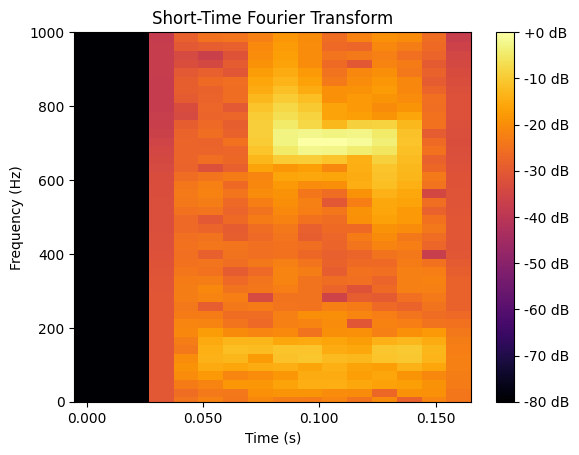 Short-Time Fourier Transform
1000
800
600
400
200
0
Frequency (Hz)
0.000
0.050
0.100
0.150
Time (s)
+0 dB
-10 dB
-20 dB
-30 dB
-40 dB
-50 dB
-60 dB
-70 dB
-80 dB